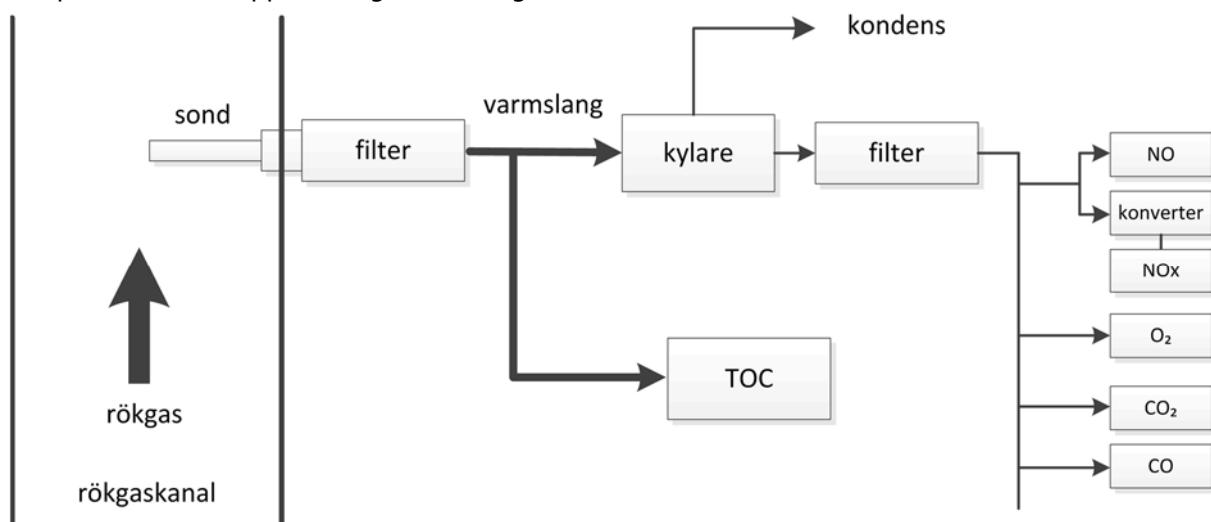 kondens
varmslang
sond
filter
kylare
filter
NO
konverter
NOx
O₂
TOC
CO₂
rökgas
CO
rökgaskanal